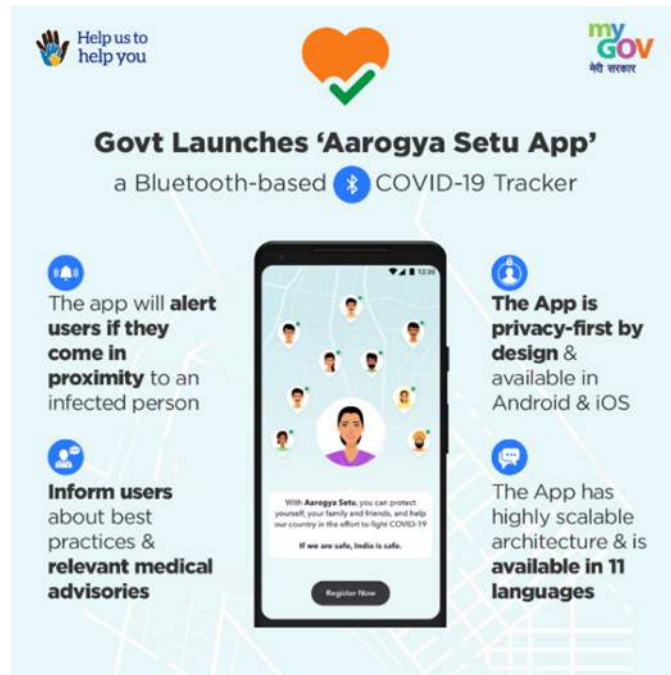 Help us to
help you
my
GOV
मेरी सरकार
Govt Launches ‘Aarogya Setu App’
a Bluetooth-based COVID-19 Tracker
The app will alert
users if they
come in
proximity to an
infected person
Inform users
about best
practices &
relevant medical
advisories
12:30
With Aarogya Setu, you can protect
yourself, your family and friends, and help
our country in the effort to fight COVID-19
If we are safe, India is safe.
Register Now
The App is
privacy-first by
design &
available in
Android & iOS
The App has
highly scalable
architecture & is
available in 11
languages